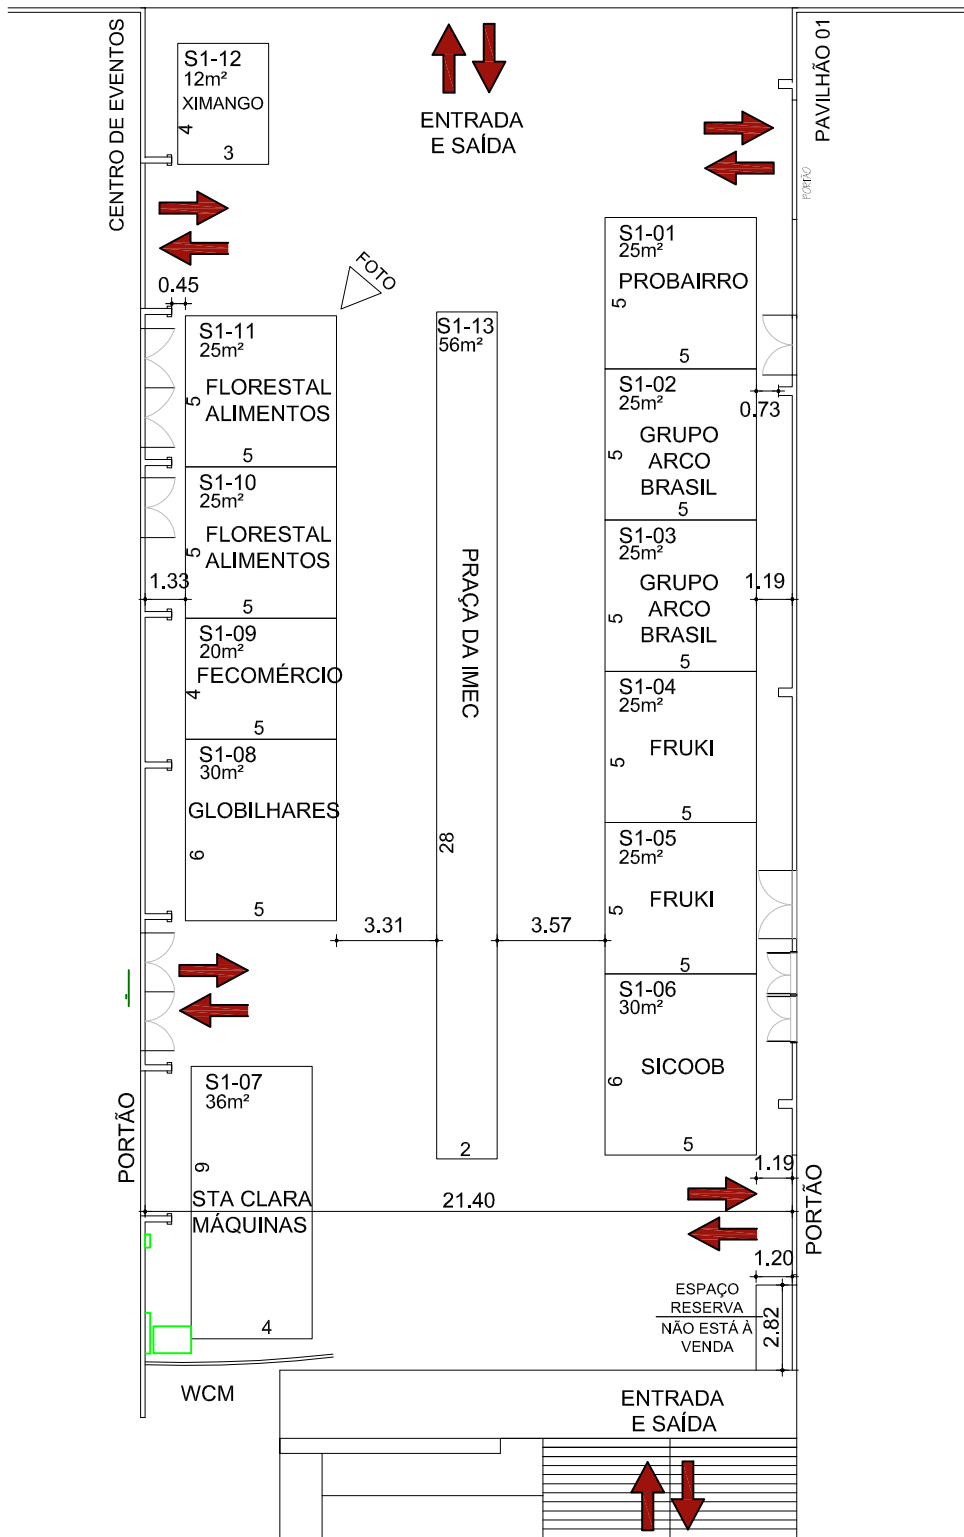 CENTRO DE EVENTOS
S1-12
12m²
XIMANGO
4
3
ENTRADA
E SAÍDA
PAVILHÃO 01
PORTÃO
0.45
FOTO
S1-01
25m²
PROBAIRRO
5
5
S1-11
25m²
FLORESTAL
ALIMENTOS
5
5
S1-13
56m²
PRAÇA DA IMEC
28
2
S1-02
25m²
GRUPO
ARCO
BRASIL
5
5
0.73
S1-10
25m²
FLORESTAL
ALIMENTOS
5
5
1.33
S1-03
25m²
GRUPO
ARCO
BRASIL
5
5
1.19
S1-09
20m²
FECOMÉRCIO
4
5
S1-04
25m²
FRUKI
5
5
S1-08
30m²
GLOBILHARES
6
5
S1-05
25m²
FRUKI
5
5
3.31
3.57
S1-06
30m²
SICOOB
6
5
S1-07
36m²
9
STA CLARA
MÁQUINAS
4
PORTÃO
21.40
1.19
PORTÃO
1.20
ESPAÇO
RESERVA
NÃO ESTÁ À
VENDA
2.82
WCM
ENTRADA
E SAÍDA